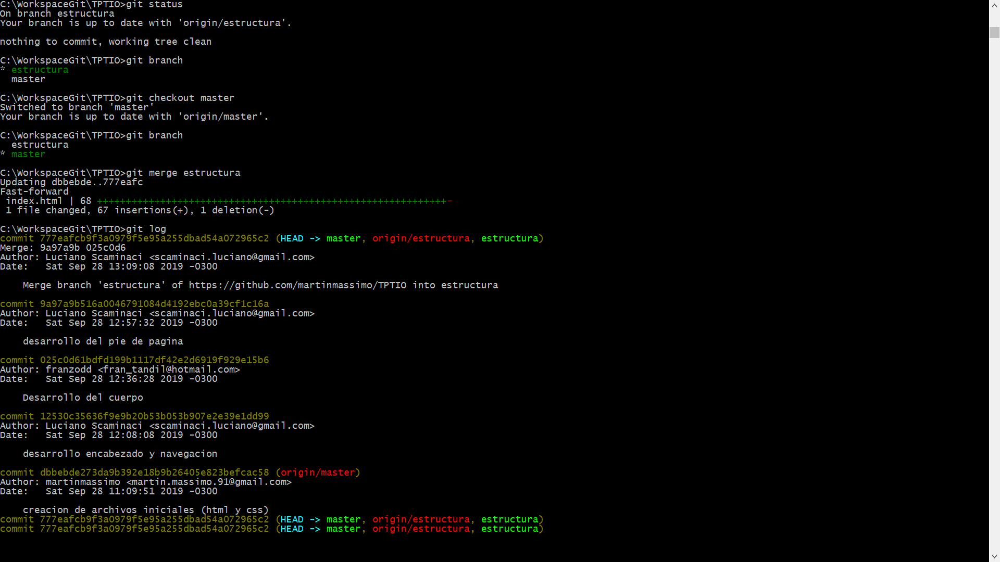 C:\WorkspaceGit\TPTIO>git status
On branch estructura
Your branch is up to date with 'origin/estructura'.
nothing to commit, working tree clean
C:\WorkspaceGit\TPTIO>git branch
* estructura
  master
C:\WorkspaceGit\TPTIO>git checkout master
Switched to branch 'master'
Your branch is up to date with 'origin/master'.
C:\WorkspaceGit\TPTIO>git branch
  estructura
* master
C:\WorkspaceGit\TPTIO>git merge estructura
Updating dbbebde..777eafc
Fast-forward
 index.html | 68 +++++++++++++++++++++++++++++++++++++++++++++++++++++++++++++-
 1 file changed, 67 insertions(+), 1 deletion(-)
C:\WorkspaceGit\TPTIO>git log
commit 777eafcb9f3a0979f5e95a255dbad54a072965c2 (HEAD -> master, origin/estructura, estructura)
Merge: 9a97a9b 025c0d6
Author: Luciano Scaminaci <scaminaci.luciano@gmail.com>
Date:   Sat Sep 28 13:09:08 2019 -0300
    Merge branch 'estructura' of https://github.com/martinmassimo/TPTIO into estructura
commit 9a97a9b516a0046791084d4192ebc0a39cf1c16a
Author: Luciano Scaminaci <scaminaci.luciano@gmail.com>
Date:   Sat Sep 28 12:57:32 2019 -0300
    desarrollo del pie de pagina
commit 025c0d61bdfd199b1117df42e2d6919f929e15b6
Author: franzodd <fran_tandil@hotmail.com>
Date:   Sat Sep 28 12:36:28 2019 -0300
    Desarrollo del cuerpo
commit 12530c35636f9e9b20b53b053b907e2e39e1dd99
Author: Luciano Scaminaci <scaminaci.luciano@gmail.com>
Date:   Sat Sep 28 12:08:08 2019 -0300
    desarrollo encabezado y navegacion
commit dbbebde273da9b392e18b9b26405e823befcac58 (origin/master)
Author: martinmassimo <martin.massimo.91@gmail.com>
Date:   Sat Sep 28 11:09:51 2019 -0300
    creacion de archivos iniciales (html y css)
commit 777eafcb9f3a0979f5e95a255dbad54a072965c2 (HEAD -> master, origin/estructura, estructura)
commit 777eafcb9f3a0979f5e95a255dbad54a072965c2 (HEAD -> master, origin/estructura, estructura)